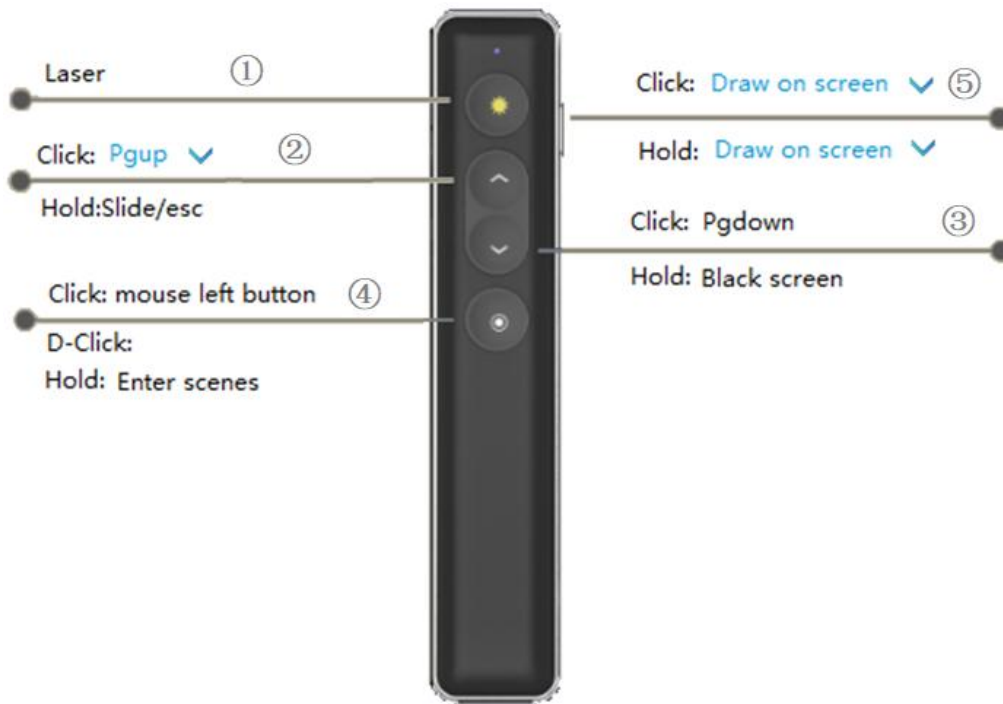 Laser ①
Click: Pgup ②
Hold:Slide/esc
Click: mouse left button ④
D-Click:
Hold: Enter scenes
Click: Draw on screen ⑤
Hold: Draw on screen
Click: Pgdown ③
Hold: Black screen